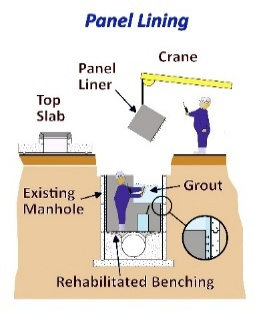 Panel Lining
Crane
Panel
Liner
Top
Slab
Grout
Existing
Manhole
Rehabilitated Benching